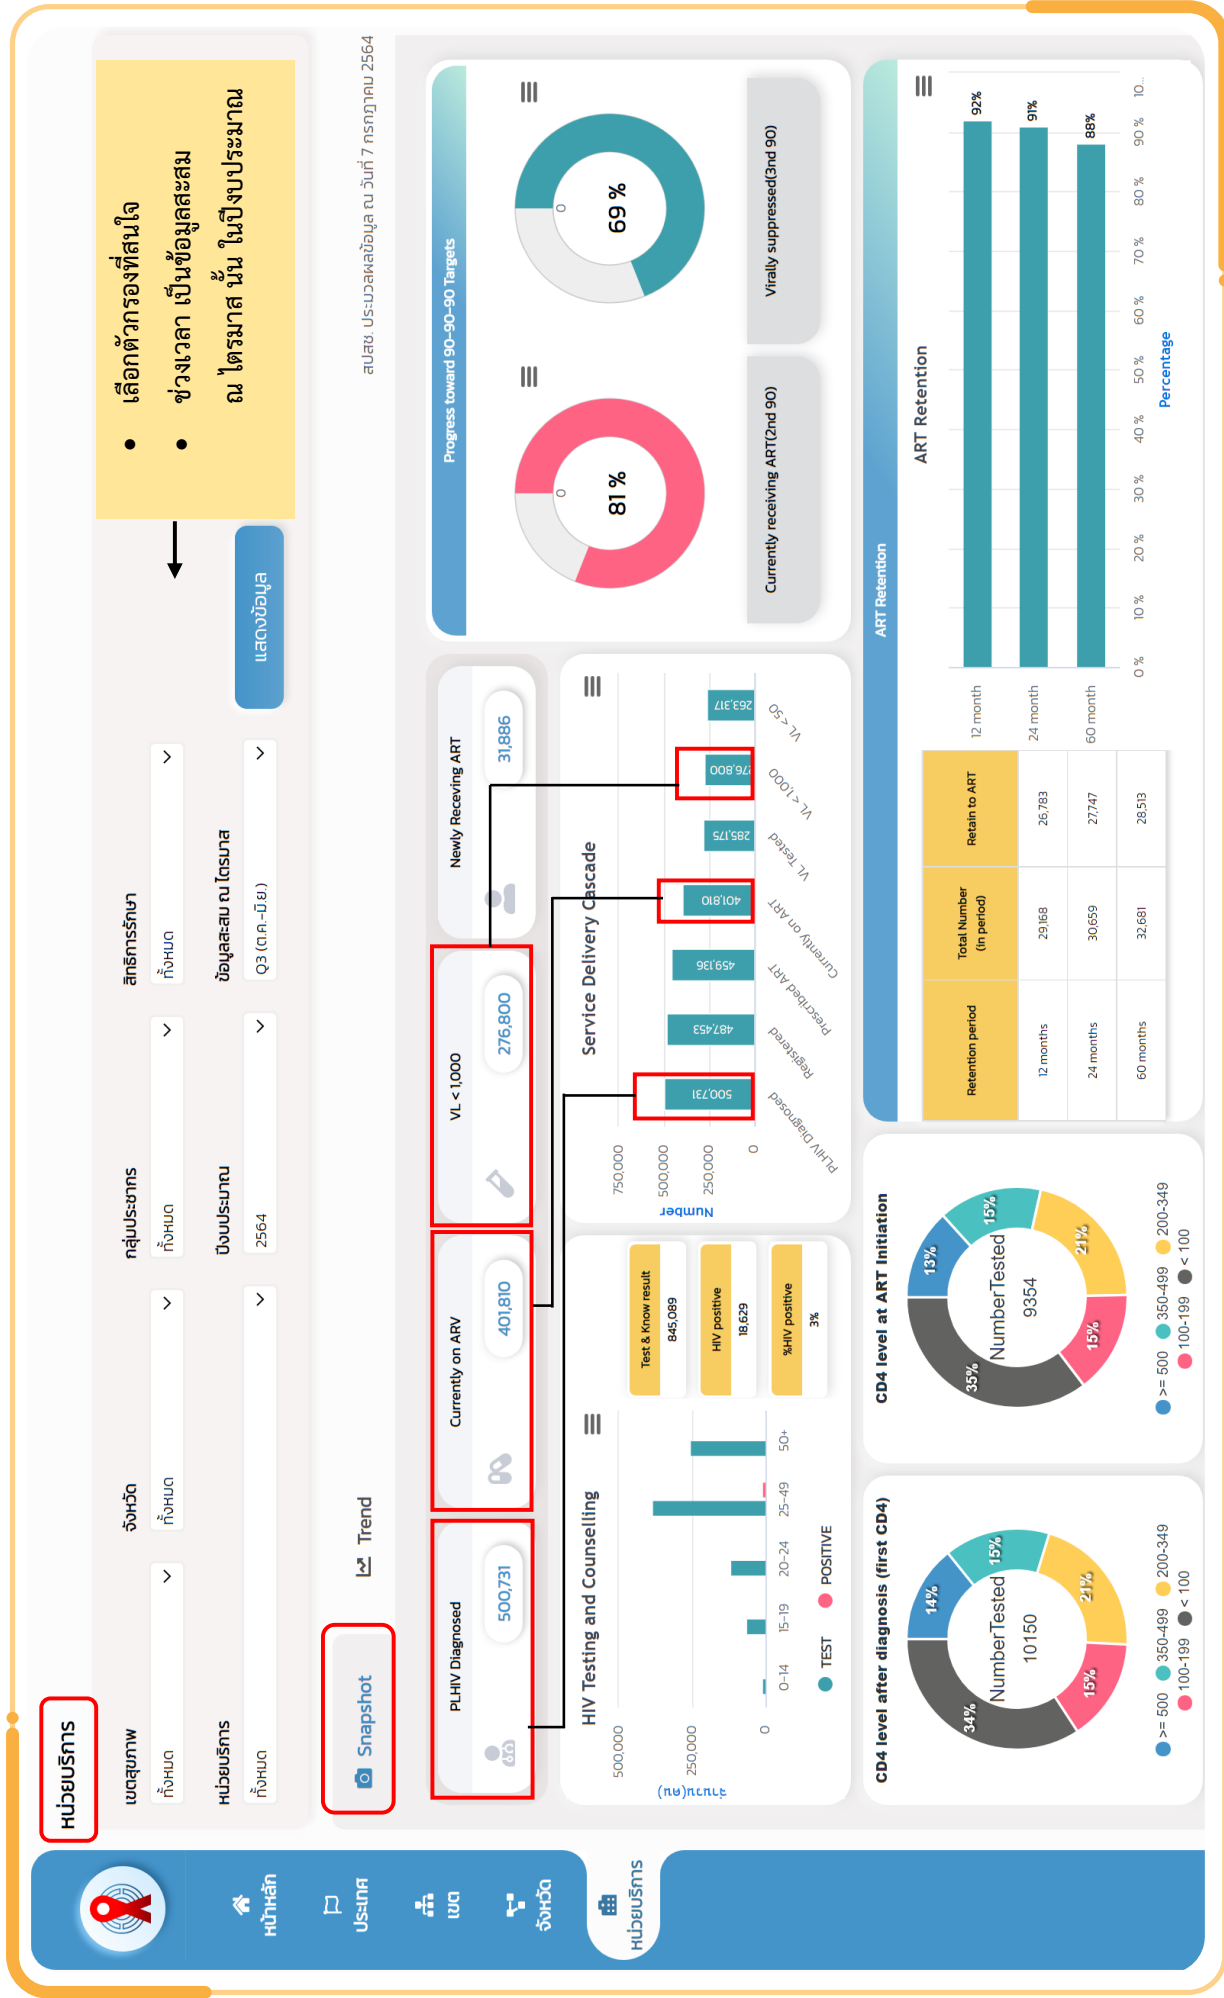 หน่วยบริการ
หน้าหลัก
ประเทศ
เขต
จังหวัด
หน่วยบริการ
เขตสุขภาพ
ทั้งหมด
จังหวัด
ทั้งหมด
กลุ่มประชากร
ทั้งหมด
สิทธิการรักษา
ทั้งหมด
หน่วยบริการ
ทั้งหมด
ปีงบประมาณ
2564
ข้อมูลสะสม ณ ไตรมาส
Q3 (ต.ค.-มิ.ย.)
แสดงข้อมูล
• เลือกตัวกรองที่สนใจ
• ช่วงเวลา เป็นข้อมูลสะสม
ณ ไตรมาส นั้น ในปีงบประมาณ
Snapshot
Trend
สปสช. ประมวลผลข้อมูล ณ วันที่ 7 กรกฎาคม 2564
PLHIV Diagnosed
500,731
Currently on ARV
401,810
VL < 1,000
276,800
Newly Receving ART
31,886
Progress toward 90-90-90 Targets
0
81 %
Currently receiving ART(2nd 90)
0
69 %
Virally suppressed(3nd 90)
HIV Testing and Counselling
จำนวน(คน)
500,000
250,000
0
0-14
15-19
20-24
25-49
50+
TEST
POSITIVE
Test & Know result
845,089
HIV positive
18,629
%HIV positive
3%
Service Delivery Cascade
Number
750,000
500,000
250,000
0
500,731
487,453
459,136
401,810
285,175
276,800
263,317
PLHIV Diagnosed
Registered
Prescribed ART
Currently on ART
VL Tested
VL < 1,000
VL < 50
CD4 level after diagnosis (first CD4)
NumberTested
10150
14%
15%
21%
15%
34%
>= 500
350-499
200-349
100-199
< 100
CD4 level at ART Initiation
NumberTested
9354
13%
15%
21%
15%
35%
>= 500
350-499
200-349
100-199
< 100
ART Retention
Retention period
Total Number
(In period)
Retain to ART
12 months
29,168
26,783
24 months
30,659
27,747
60 months
32,681
28,513
ART Retention
12 month
92%
24 month
91%
60 month
88%
0 %
10 %
20 %
30 %
40 %
50 %
60 %
70 %
80 %
90 %
10...
Percentage